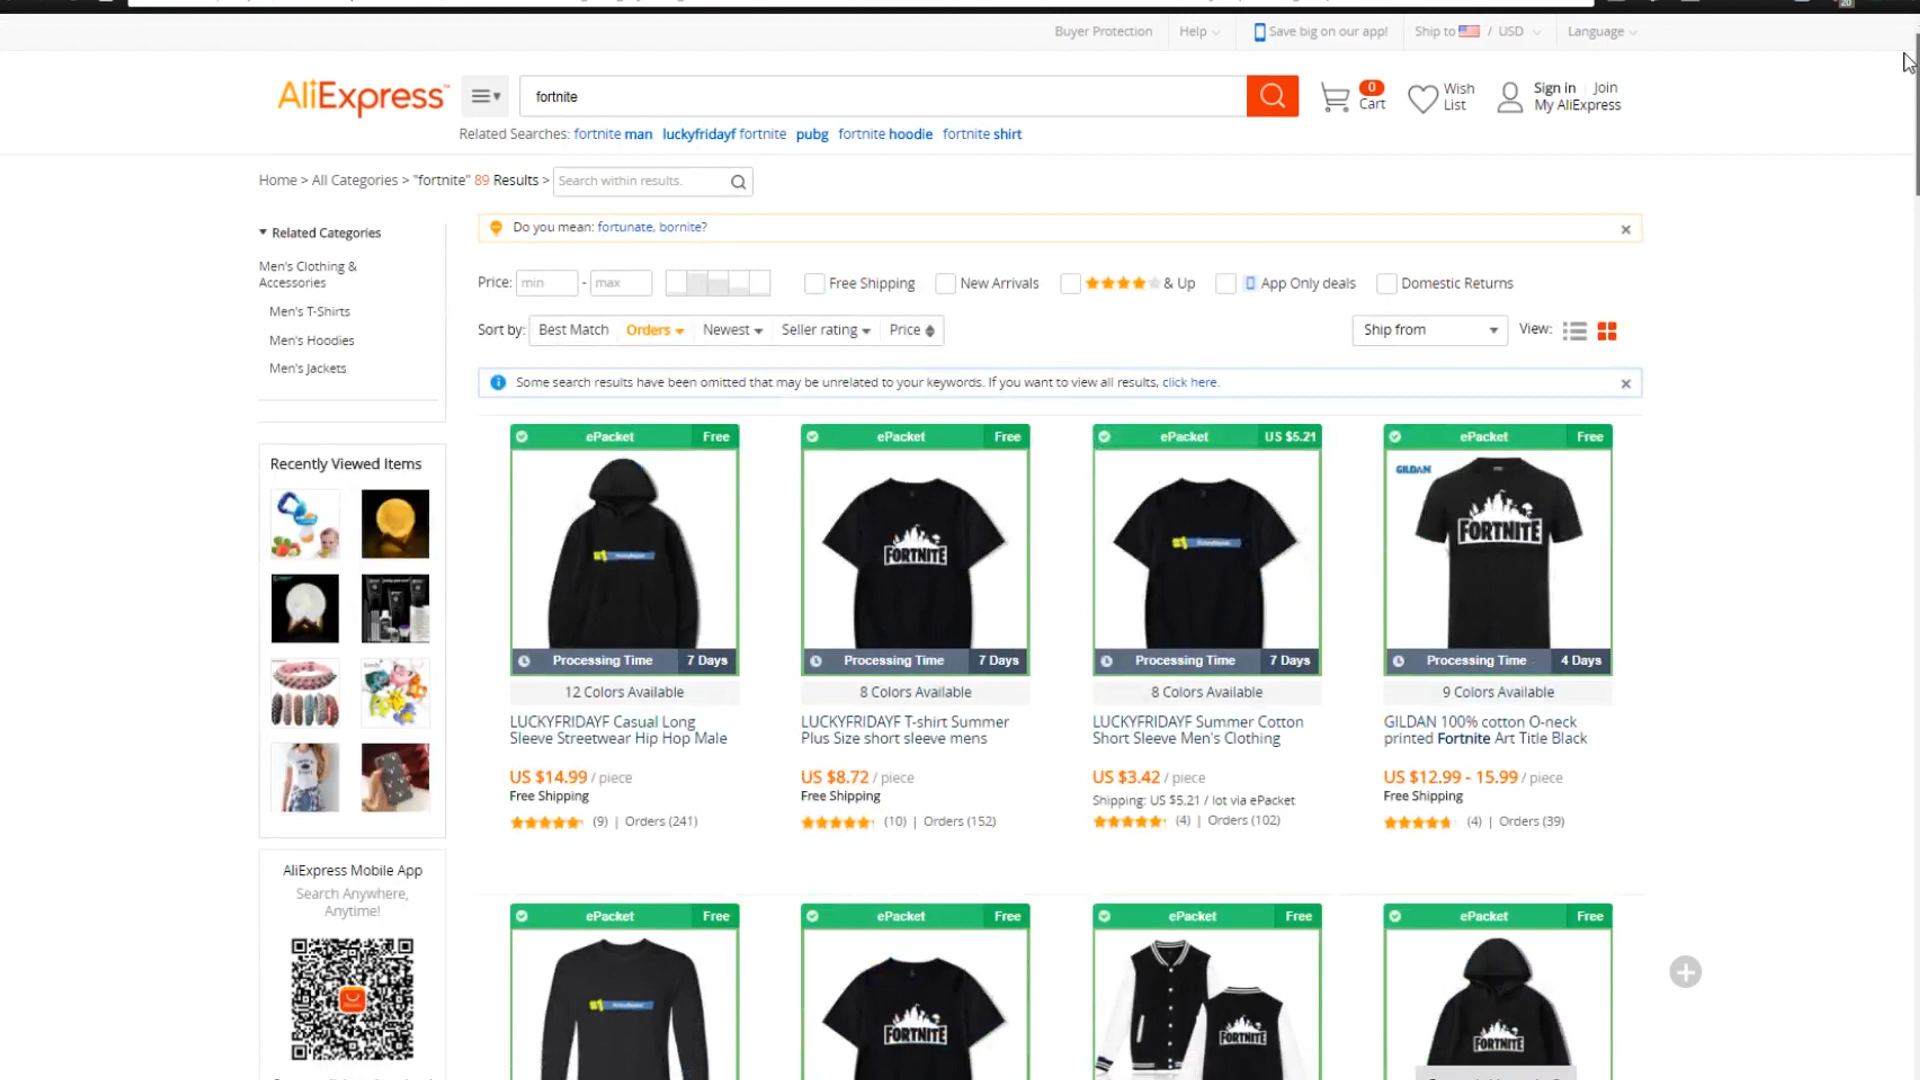 20
Buyer Protection
Help
Save big on our app!
Ship to / USD
Language
AliExpress™
fortnite
0
Cart
Wish
List
Sign in | Join
My AliExpress
Related Searches: fortnite man luckyfridayf fortnite pubg fortnite hoodie fortnite shirt
Home > All Categories > "fortnite" 89 Results >
Search within results.
Related Categories
Men's Clothing &
Accessories
Men's T-Shirts
Men's Hoodies
Men's Jackets
Do you mean: fortunate, bornite?
Price: min - max
Free Shipping
New Arrivals
& Up
App Only deals
Domestic Returns
Sort by: Best Match Orders Newest Seller rating Price
Ship from
View:
Some search results have been omitted that may be unrelated to your keywords. If you want to view all results, click here.
Recently Viewed Items
ePacket Free
Processing Time 7 Days
12 Colors Available
LUCKYFRIDAYF Casual Long
Sleeve Streetwear Hip Hop Male
US $14.99 / piece
Free Shipping
(9) | Orders (241)
ePacket Free
FORTNITE
Processing Time 7 Days
8 Colors Available
LUCKYFRIDAYF T-shirt Summer
Plus Size short sleeve mens
US $8.72 / piece
Free Shipping
(10) | Orders (152)
ePacket US $5.21
Processing Time 7 Days
8 Colors Available
LUCKYFRIDAYF Summer Cotton
Short Sleeve Men's Clothing
US $3.42 / piece
Shipping: US $5.21 / lot via ePacket
(4) | Orders (102)
ePacket Free
GILDAN
FORTNITE
Processing Time 4 Days
9 Colors Available
GILDAN 100% cotton O-neck
printed Fortnite Art Title Black
US $12.99 - 15.99 / piece
Free Shipping
(4) | Orders (39)
AliExpress Mobile App
Search Anywhere,
Anytime!
ePacket Free
ePacket Free
FORTNITE
ePacket Free
FORTNITE
ePacket Free
FORTNITE